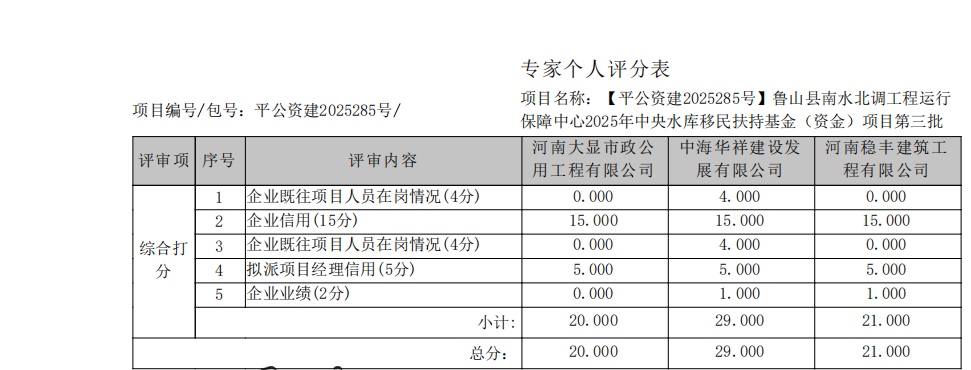 专家个人评分表
项目编号/包号：平公资建2025285号/
项目名称：【平公资建2025285号】鲁山县南水北调工程运行
保障中心2025年中央水库移民扶持基金（资金）项目第三批
评审项 序号 评审内容 河南大显市政公用工程有限公司 中海华祥建设发展有限公司 河南稳丰建筑工程有限公司
综合打分
1 企业既往项目人员在岗情况(4分) 0.000 4.000 0.000
2 企业信用(15分) 15.000 15.000 15.000
3 企业既往项目人员在岗情况(4分) 0.000 4.000 0.000
4 拟派项目经理信用(5分) 5.000 5.000 5.000
5 企业业绩(2分) 0.000 1.000 1.000
小计: 20.000 29.000 21.000
总分: 20.000 29.000 21.000